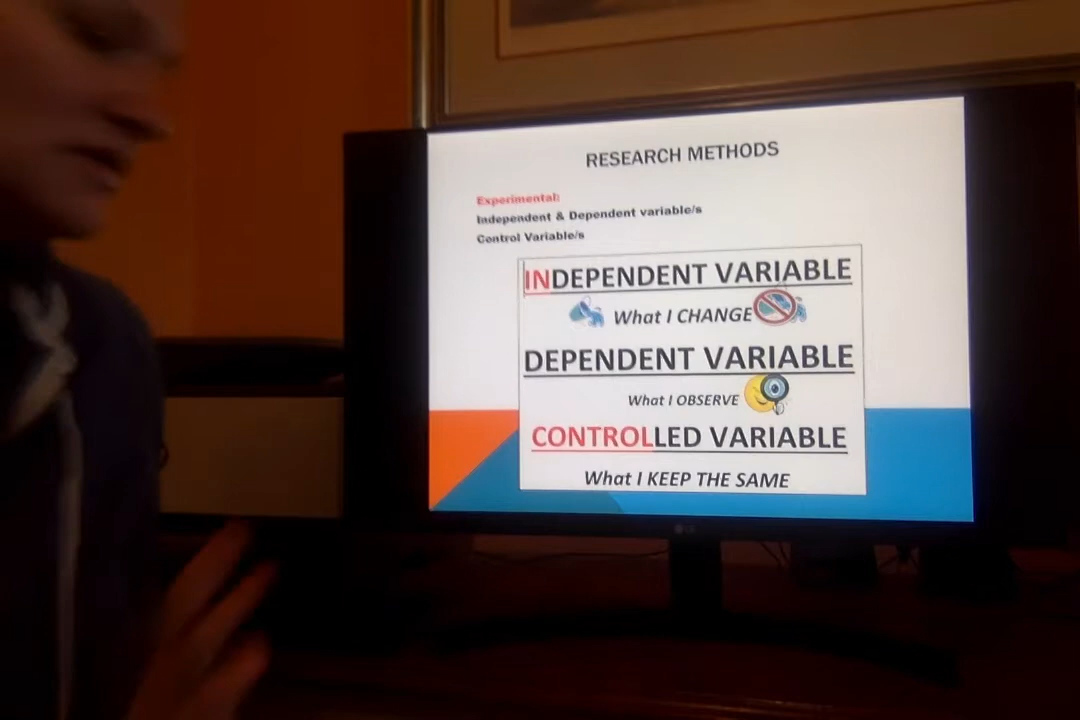 RESEARCH METHODS
Experimental:
Independent & Dependent variable/s
Control Variable/s
INDEPENDENT VARIABLE
What I CHANGE
DEPENDENT VARIABLE
What I OBSERVE
CONTROLLED VARIABLE
What I KEEP THE SAME
LG